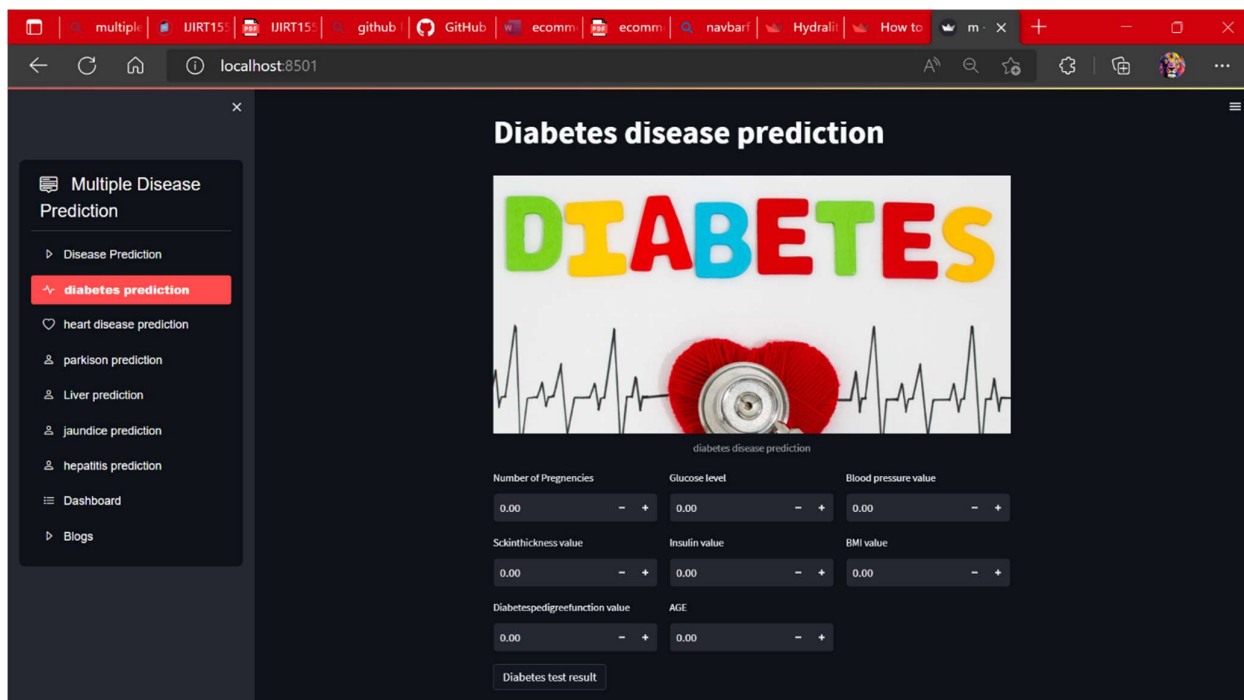 multiple
IJIRT155
IJIRT155
github
GitHub
ecomm
ecomm
navbarf
Hydralit
How to
m
localhost:8501
Multiple Disease
Prediction
Disease Prediction
diabetes prediction
heart disease prediction
parkison prediction
Liver prediction
jaundice prediction
hepatitis prediction
Dashboard
Blogs
Diabetes disease prediction
DIABETES
diabetes disease prediction
Number of Pregnencies
Glucose level
Blood pressure value
0.00
0.00
0.00
Sckinthickness value
Insulin value
BMI value
0.00
0.00
0.00
Diabetespedigreefunction value
AGE
0.00
0.00
Diabetes test result